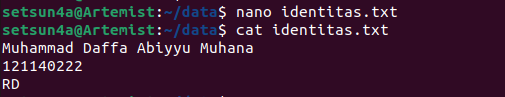 setsun4a@Artemist:~/data$ nano identitas.txt
setsun4a@Artemist:~/data$ cat identitas.txt
Muhammad Daffa Abiyyu Muhana
121140222
RD